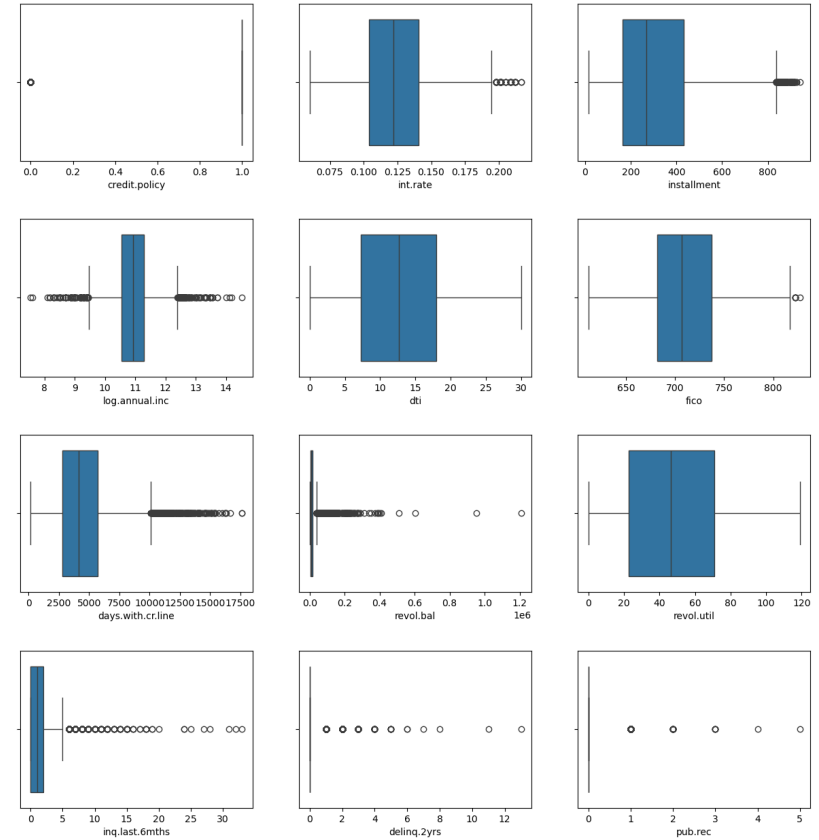 0.0 0.2 0.4 0.6 0.8 1.0
credit.policy
0.075 0.100 0.125 0.150 0.175 0.200
int.rate
0 200 400 600 800
installment
8 9 10 11 12 13 14
log.annual.inc
0 5 10 15 20 25 30
dti
650 700 750 800
fico
0 2500 5000 7500 10000 12500 15000 17500
days.with.cr.line
0.0 0.2 0.4 0.6 0.8 1.0 1.2
revol.bal
1e6
0 20 40 60 80 100 120
revol.util
0 5 10 15 20 25 30
inq.last.6mths
0 2 4 6 8 10 12
delinq.2yrs
0 1 2 3 4 5
pub.rec